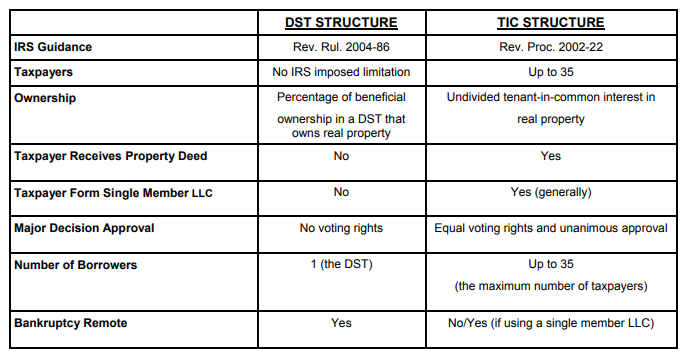 DST STRUCTURE TIC STRUCTURE
IRS Guidance Rev. Rul. 2004-86 Rev. Proc. 2002-22
Taxpayers No IRS imposed limitation Up to 35
Ownership Percentage of beneficial Undivided tenant-in-common interest in
ownership in a DST that real property
owns real property
Taxpayer Receives Property Deed No Yes
Taxpayer Form Single Member LLC No Yes (generally)
Major Decision Approval No voting rights Equal voting rights and unanimous approval
Number of Borrowers 1 (the DST) Up to 35
(the maximum number of taxpayers)
Bankruptcy Remote Yes No/Yes (if using a single member LLC)